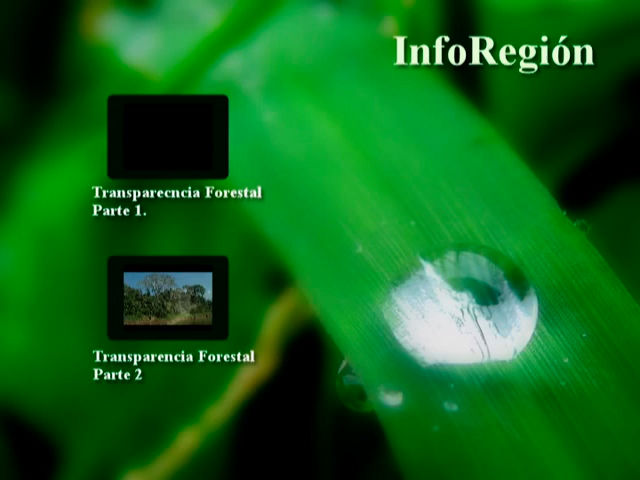 InfoRegión
Transparecncia Forestal
Parte 1.
Transparencia Forestal
Parte 2